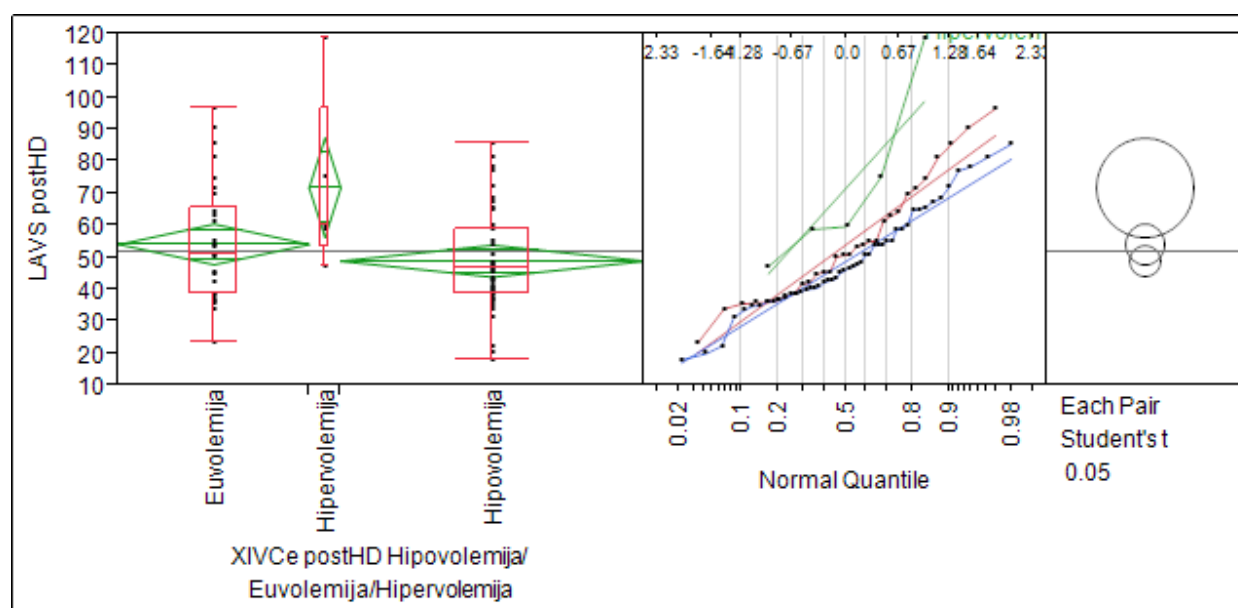 120
110
100
90
80
70
60
50
40
30
20
10
LAVS postHD
Euvolemija
Hipervolemija
Hipovolemija
XIVCe postHD Hipovolemija/
Euvolemija/Hipervolemija
2.33 -1.64 -1.28 -0.67 0.0 0.67 1.28 1.64 2.33
0.02
0.1
0.2
0.5
0.8
0.9
0.98
Normal Quantile
Each Pair
Student's t
0.05